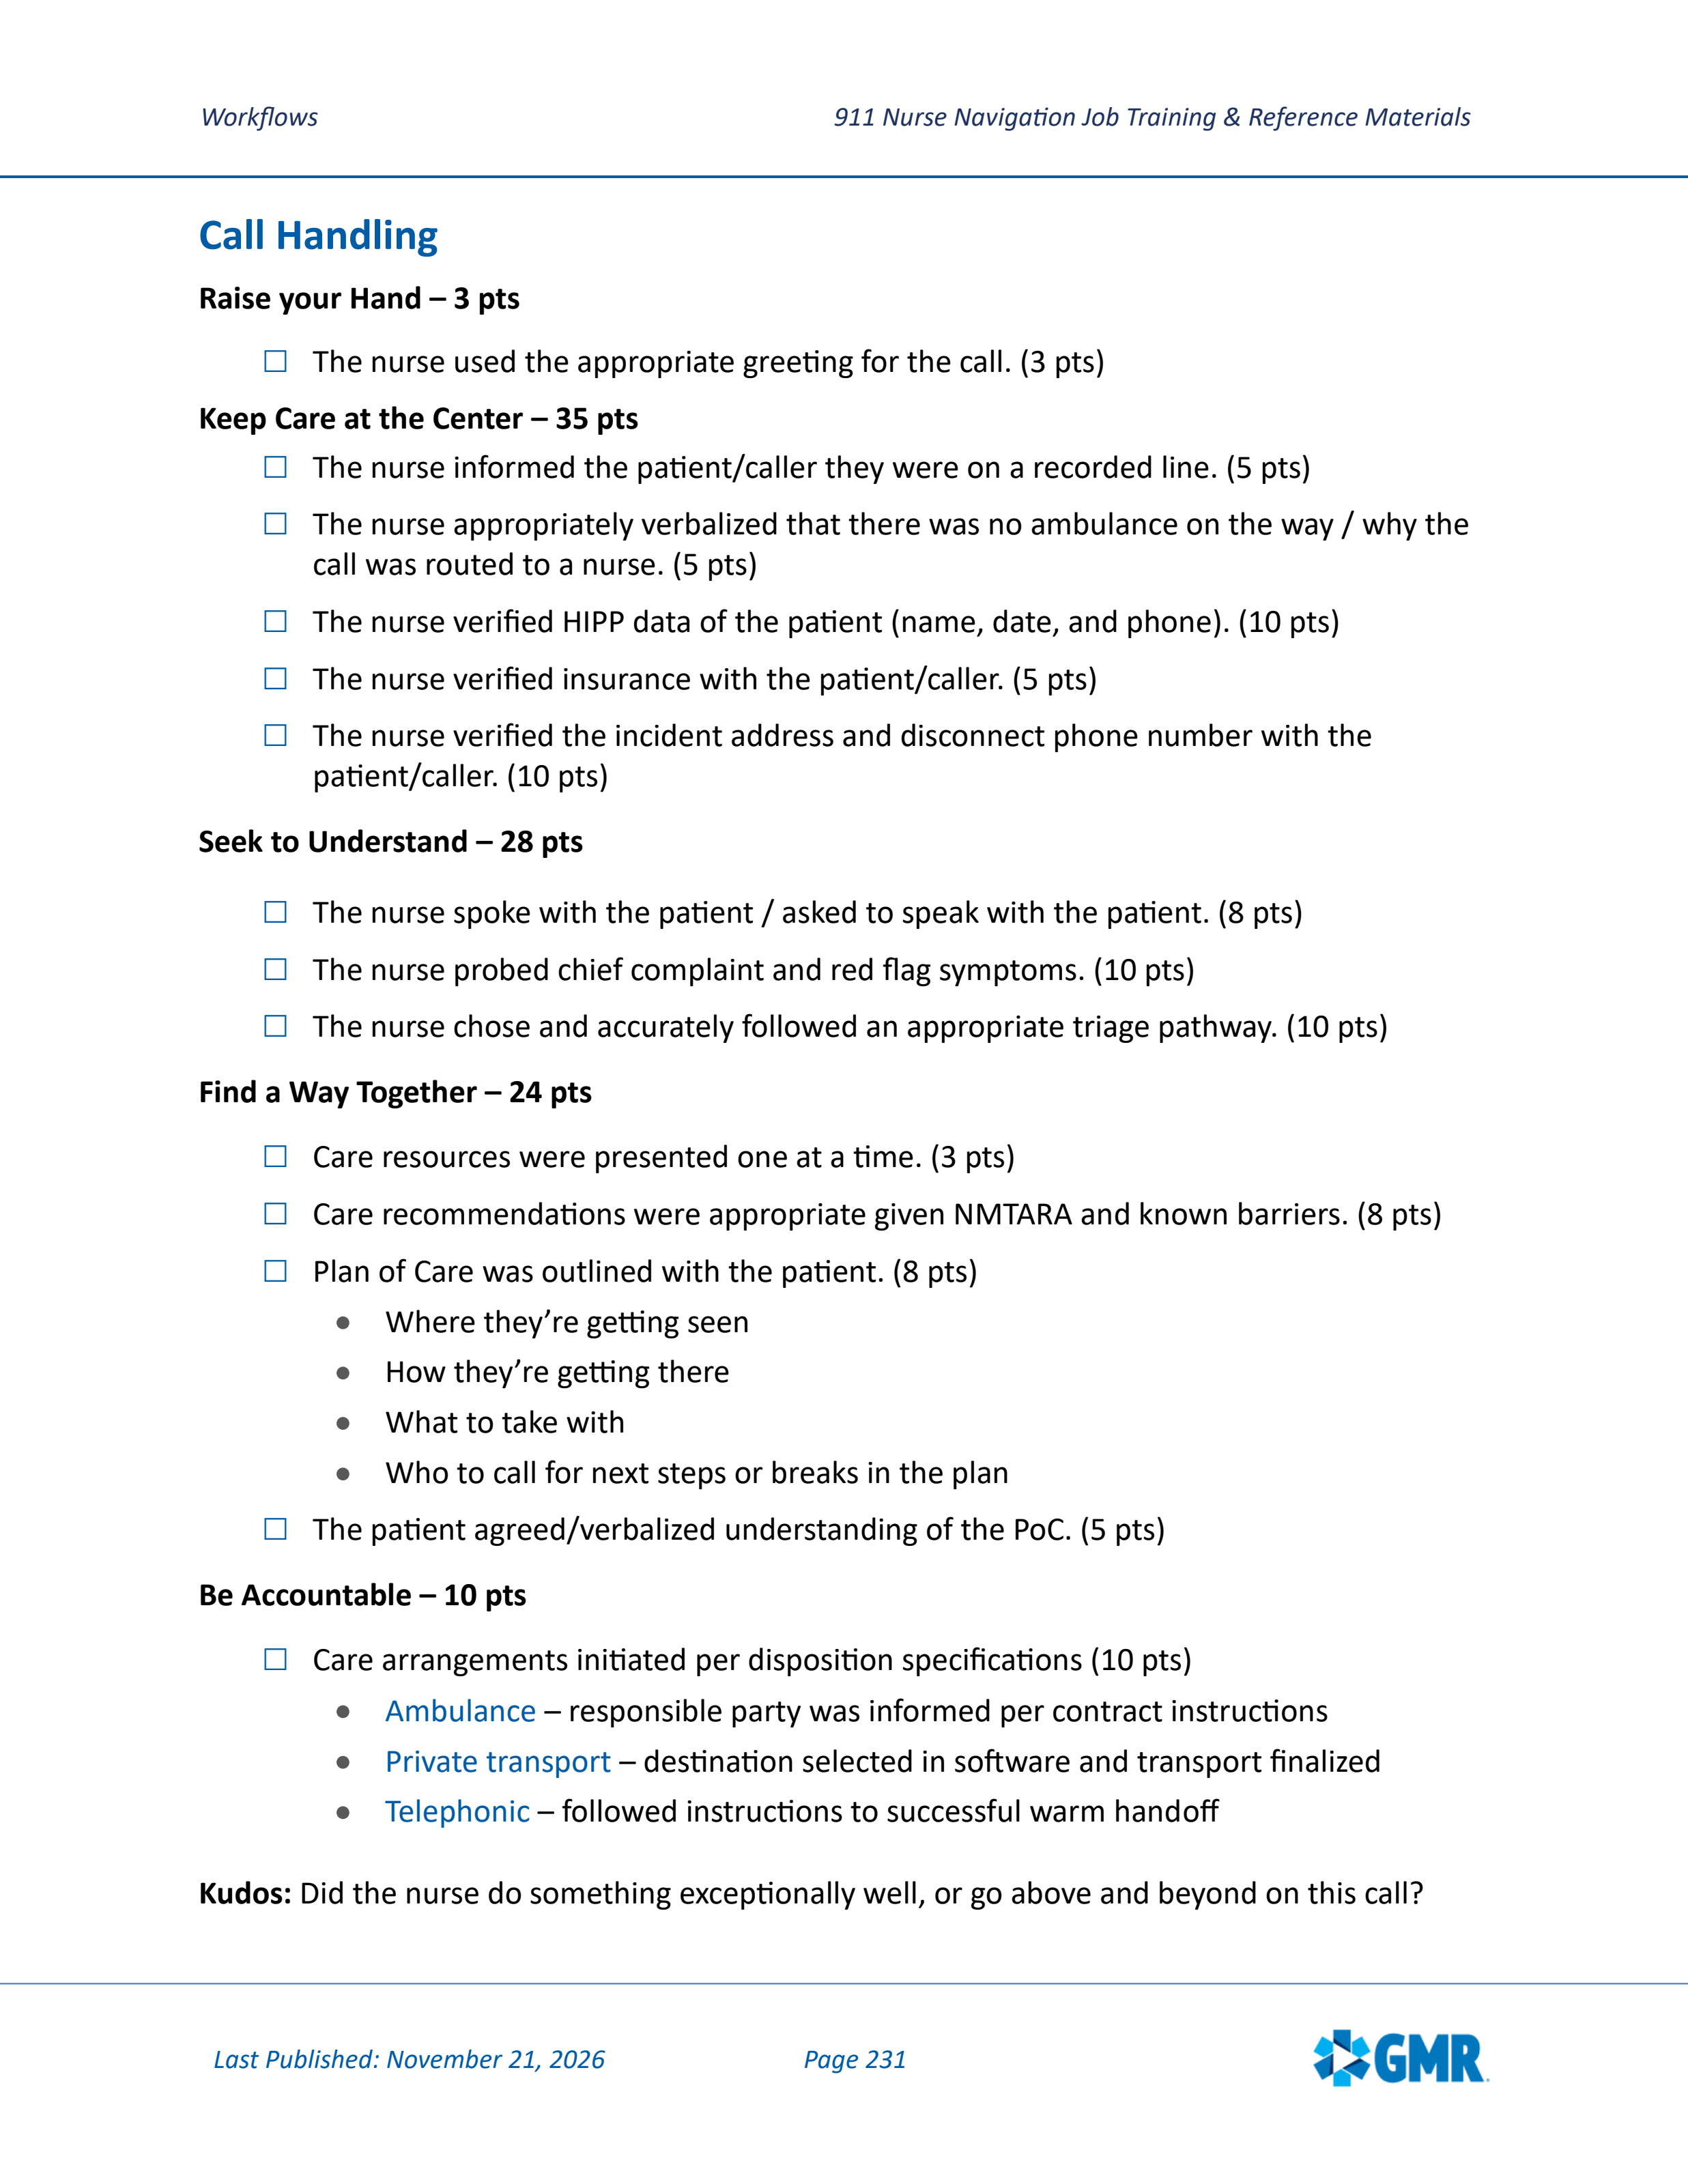 Workflows 911 Nurse Navigation Job Training & Reference Materials
Call Handling
Raise your Hand – 3 pts
☐ The nurse used the appropriate greeting for the call. (3 pts)
Keep Care at the Center – 35 pts
☐ The nurse informed the patient/caller they were on a recorded line. (5 pts)
☐ The nurse appropriately verbalized that there was no ambulance on the way / why the
call was routed to a nurse. (5 pts)
☐ The nurse verified HIPP data of the patient (name, date, and phone). (10 pts)
☐ The nurse verified insurance with the patient/caller. (5 pts)
☐ The nurse verified the incident address and disconnect phone number with the
patient/caller. (10 pts)
Seek to Understand – 28 pts
☐ The nurse spoke with the patient / asked to speak with the patient. (8 pts)
☐ The nurse probed chief complaint and red flag symptoms. (10 pts)
☐ The nurse chose and accurately followed an appropriate triage pathway. (10 pts)
Find a Way Together – 24 pts
☐ Care resources were presented one at a time. (3 pts)
☐ Care recommendations were appropriate given NMTARA and known barriers. (8 pts)
☐ Plan of Care was outlined with the patient. (8 pts)
● Where they’re getting seen
● How they’re getting there
● What to take with
● Who to call for next steps or breaks in the plan
☐ The patient agreed/verbalized understanding of the PoC. (5 pts)
Be Accountable – 10 pts
☐ Care arrangements initiated per disposition specifications (10 pts)
● Ambulance – responsible party was informed per contract instructions
● Private transport – destination selected in software and transport finalized
● Telephonic – followed instructions to successful warm handoff
Kudos: Did the nurse do something exceptionally well, or go above and beyond on this call?
Last Published: November 21, 2026 Page 231 GMR